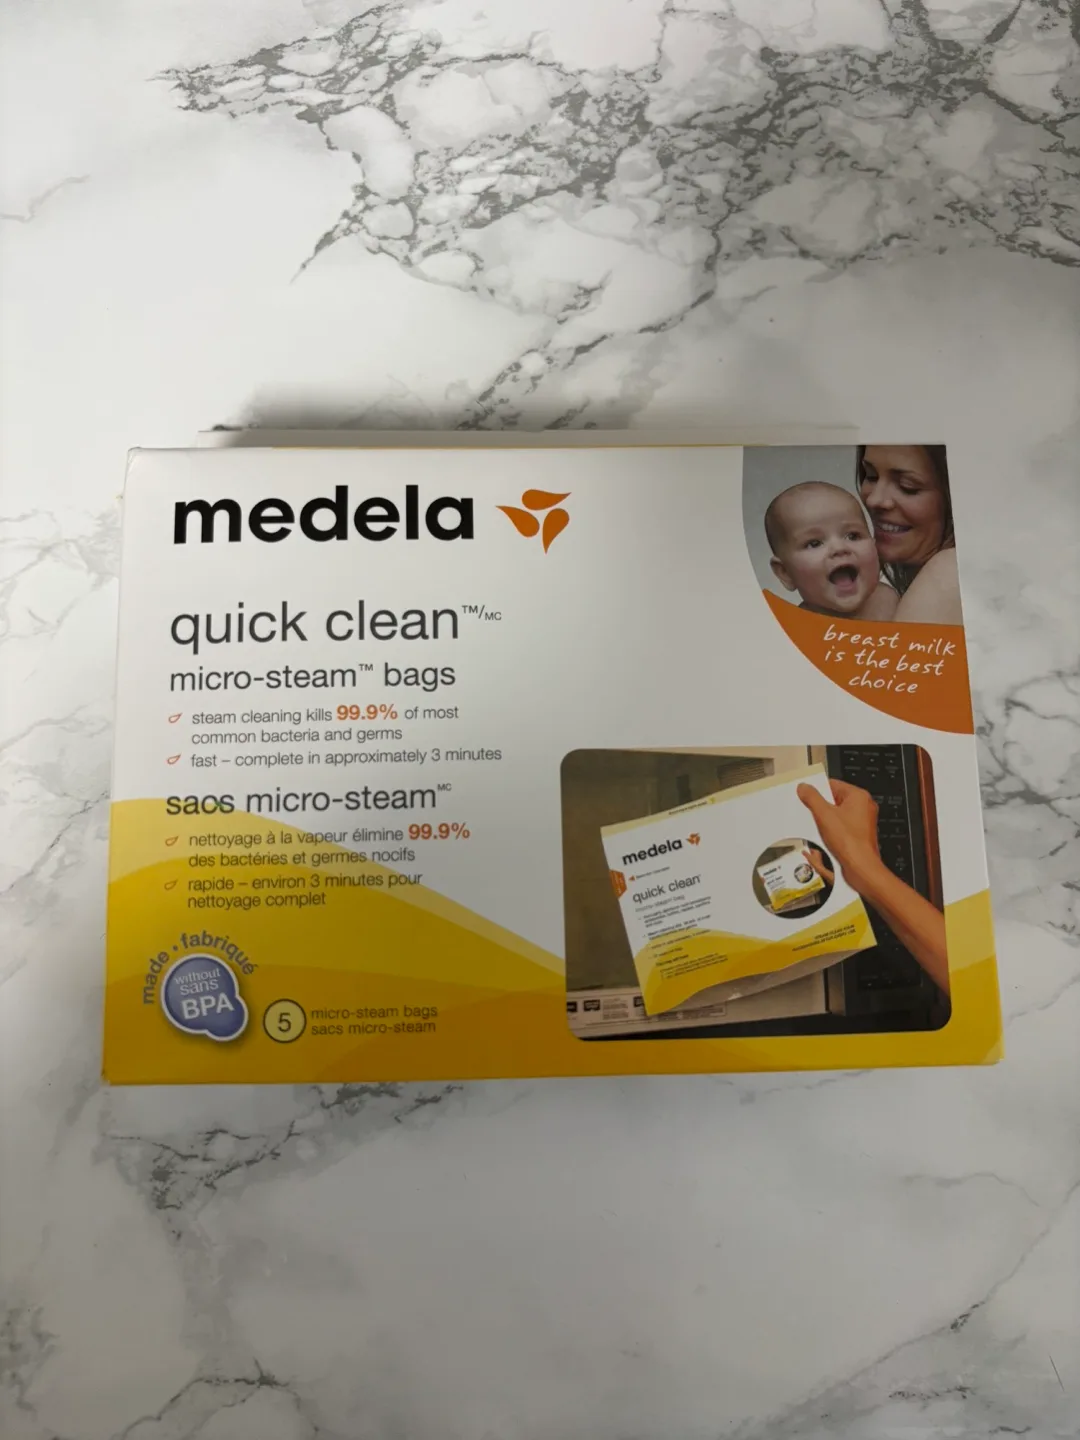 medela
quick clean™/MC
micro-steam™ bags
steam cleaning kills 99.9% of most
common bacteria and germs
fast – complete in approximately 3 minutes
sacs micro-steam MC
nettoyage à la vapeur élimine 99.9%
des bactéries et germes nocifs
rapide – environ 3 minutes pour
nettoyage complet
made • fabriqué
without
sans
BPA
5
micro-steam bags
sacs micro-steam
breast milk
is the best
choice
medela
quick clean